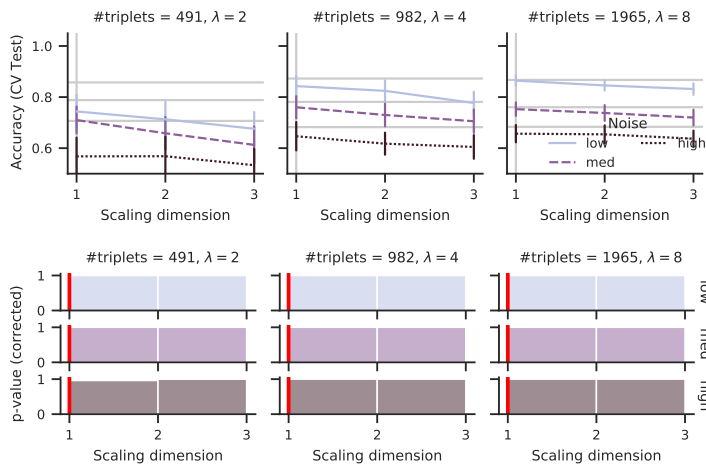 #triplets = 491, λ = 2
#triplets = 982, λ = 4
#triplets = 1965, λ = 8
Accuracy (CV Test)
1.0
0.8
0.6
Noise
low
high
med
1 2 3
1 2 3
1 2 3
Scaling dimension
Scaling dimension
Scaling dimension
#triplets = 491, λ = 2
#triplets = 982, λ = 4
#triplets = 1965, λ = 8
p-value (corrected)
1
0
1
0
1
0
low
med
high
1 2 3
1 2 3
1 2 3
Scaling dimension
Scaling dimension
Scaling dimension